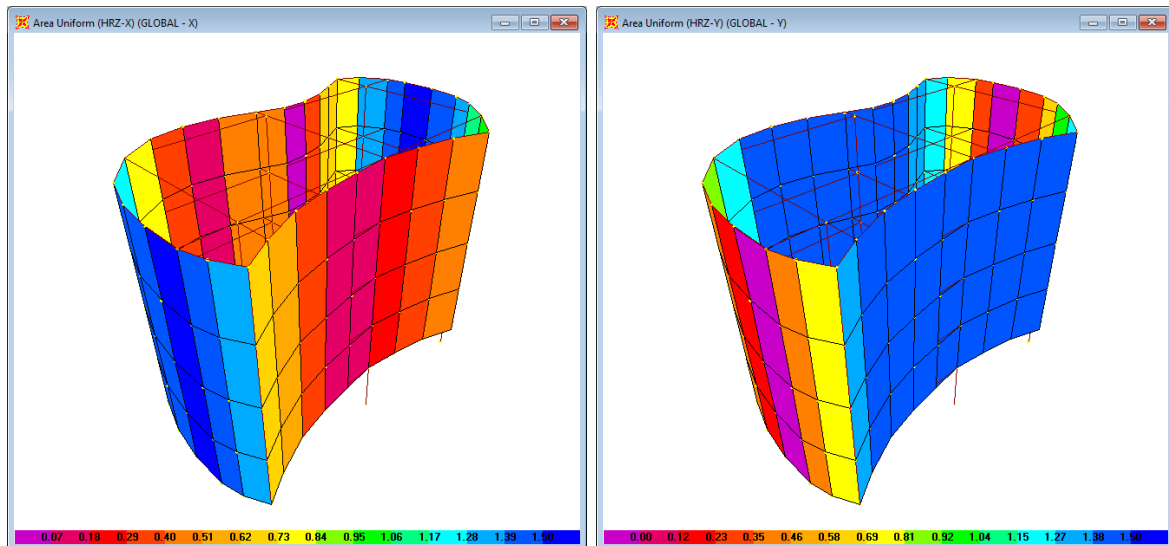 Area Uniform (HRZ-X) (GLOBAL - X)
Area Uniform (HRZ-Y) (GLOBAL - Y)
0.07 0.18 0.29 0.40 0.51 0.62 0.73 0.84 0.95 1.06 1.17 1.28 1.39 1.50
0.00 0.12 0.23 0.35 0.46 0.58 0.69 0.81 0.92 1.04 1.15 1.27 1.38 1.50